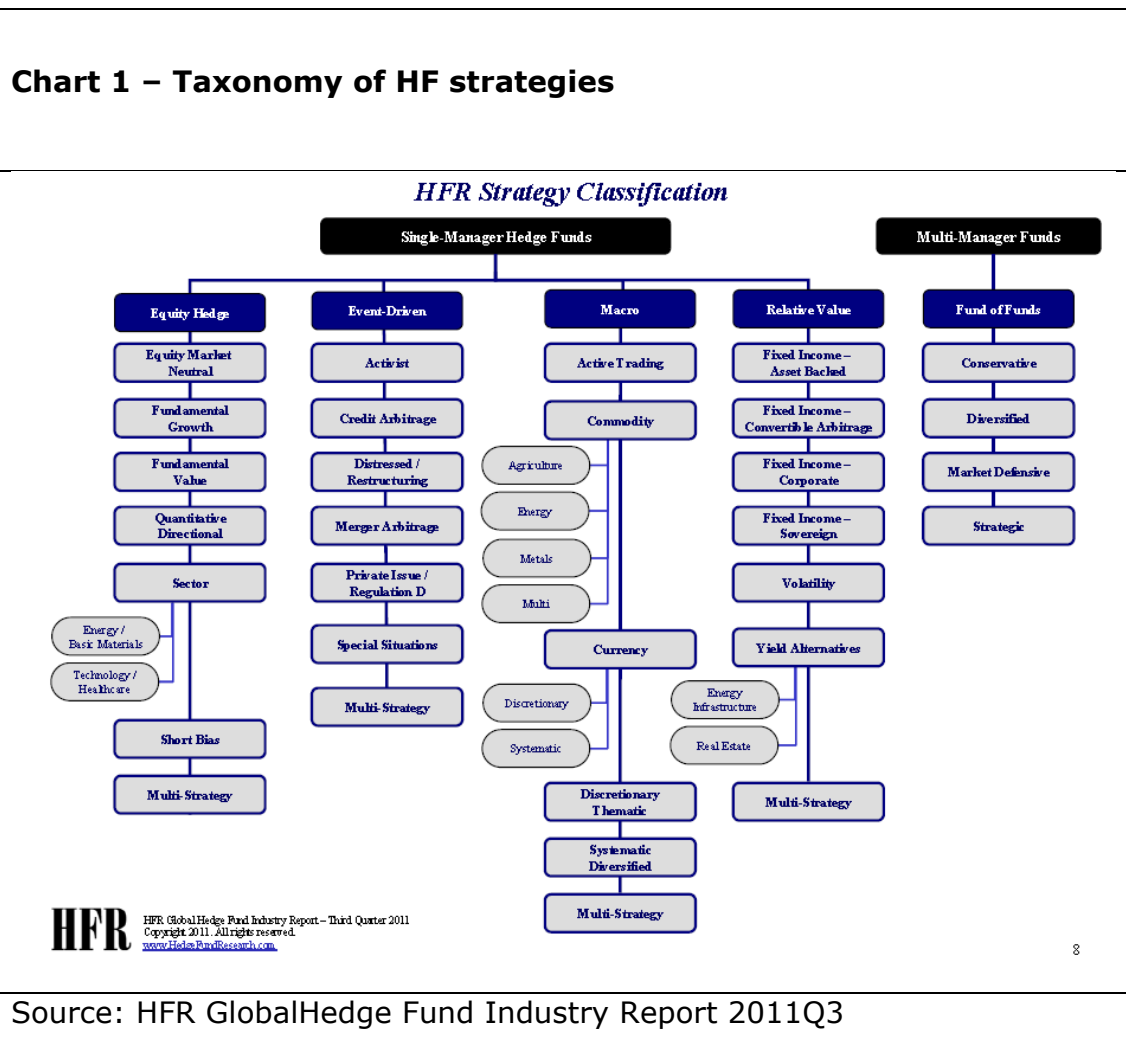 Chart 1 – Taxonomy of HF strategies
HFR Strategy Classification
Single-Manager Hedge Funds
Multi-Manager Funds
Equity Hedge
Equity Market
Neutral
Fundamental
Growth
Fundamental
Value
Quantitative
Directional
Sector
Energy /
Basic Materials
Technology /
Healthcare
Short Bias
Multi-Strategy
Event-Driven
Activist
Credit Arbitrage
Distressed /
Restructuring
Merger Arbitrage
Private Issue /
Regulation D
Special Situations
Multi-Strategy
Macro
Active Trading
Commodity
Agriculture
Energy
Metals
Multi
Currency
Discretionary
Systematic
Discretionary
Thematic
Systematic
Diversified
Multi-Strategy
Relative Value
Fixed Income –
Asset Backed
Fixed Income –
Convertible Arbitrage
Fixed Income –
Corporate
Fixed Income –
Sovereign
Volatility
Yield Alternatives
Energy
Infrastructure
Real Estate
Multi-Strategy
Fund of Funds
Conservative
Diversified
Market Defensive
Strategic
HFR
HFR Global Hedge Fund Industry Report – Third Quarter 2011
Copyright 2011. All rights reserved.
www.HedgeFundResearch.com
8
Source: HFR GlobalHedge Fund Industry Report 2011Q3